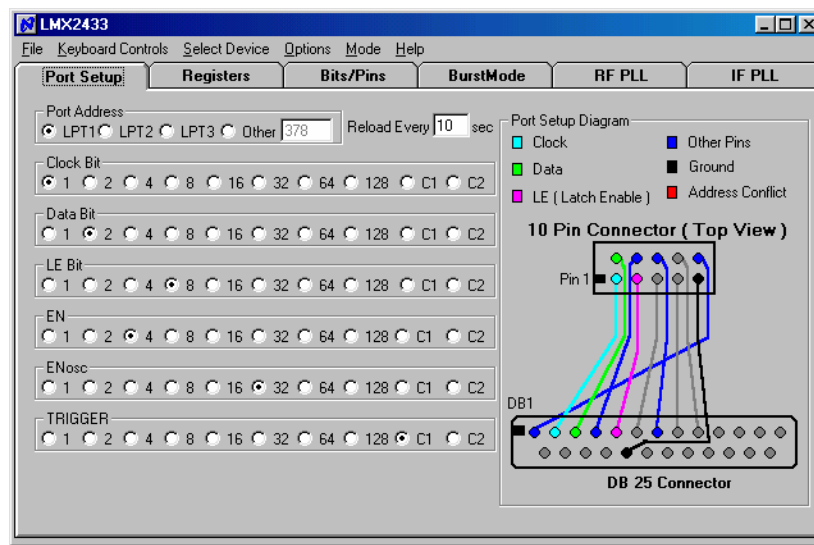 LMX2433
File Keyboard Controls Select Device Options Mode Help
Port Setup Registers Bits/Pins BurstMode RF PLL IF PLL
Port Address
LPT1 LPT2 LPT3 Other 378
Reload Every 10 sec
Clock Bit
1 2 4 8 16 32 64 128 C1 C2
Data Bit
1 2 4 8 16 32 64 128 C1 C2
LE Bit
1 2 4 8 16 32 64 128 C1 C2
EN
1 2 4 8 16 32 64 128 C1 C2
ENosc
1 2 4 8 16 32 64 128 C1 C2
TRIGGER
1 2 4 8 16 32 64 128 C1 C2
Port Setup Diagram
Clock
Other Pins
Data
Ground
LE ( Latch Enable )
Address Conflict
10 Pin Connector ( Top View )
Pin 1
DB1
DB 25 Connector